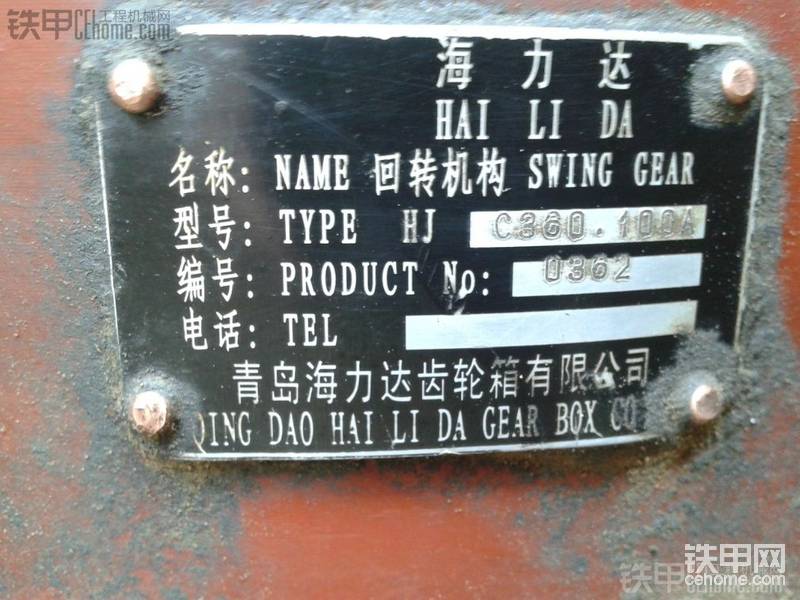 铁甲工程机械网
CEhome.com
海力达
HAI LI DA
名称: NAME 回转机构 SWING GEAR
型号: TYPE HJ C360.100A
编号: PRODUCT No: 0362
电话: TEL
青岛海力达齿轮箱有限公司
QING DAO HAI LI DA GEAR BOX CO
铁甲网
cehome.com